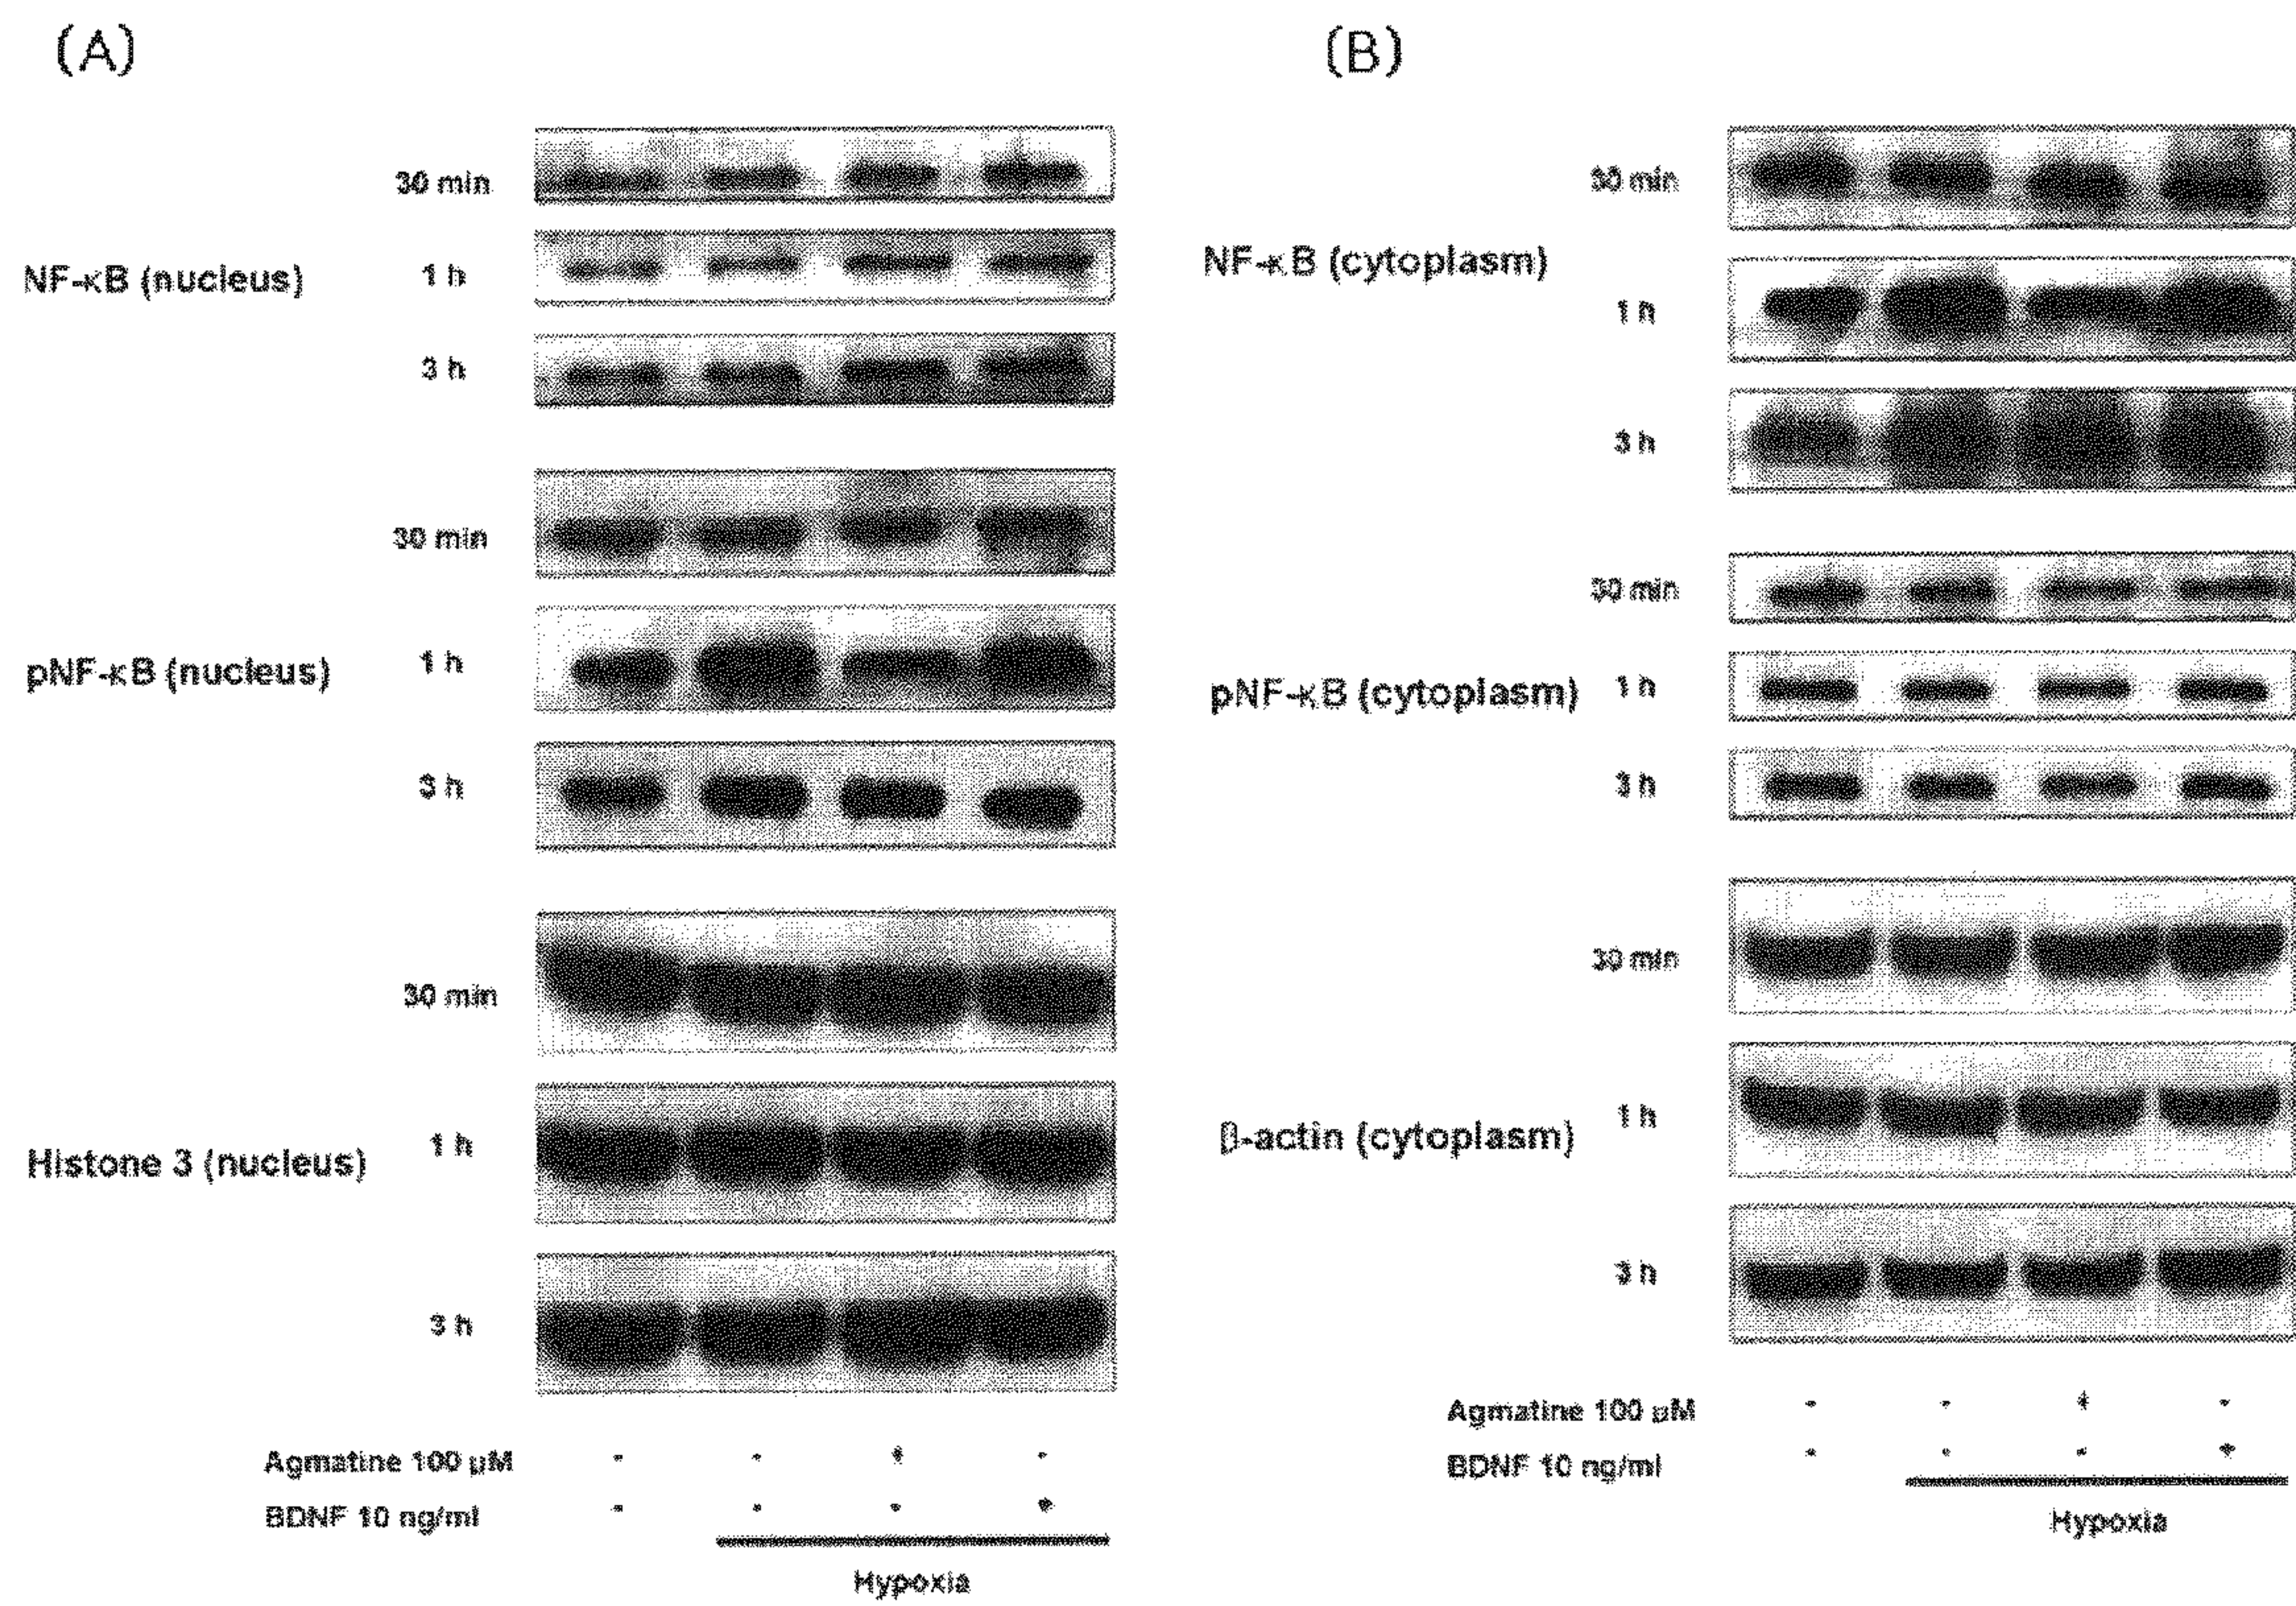 (A)
30 min
NF-κB (nucleus) 1 h
3 h
30 min
pNF-κB (nucleus) 1 h
3 h
30 min
Histone 3 (nucleus) 1 h
3 h
Agmatine 100 μM - - + -
BDNF 10 ng/ml - - - +
Hypoxia
(B)
30 min
NF-κB (cytoplasm)
1 h
3 h
30 min
pNF-κB (cytoplasm) 1 h
3 h
30 min
β-actin (cytoplasm) 1 h
3 h
Agmatine 100 μM - - + -
BDNF 10 ng/ml - - - +
Hypoxia